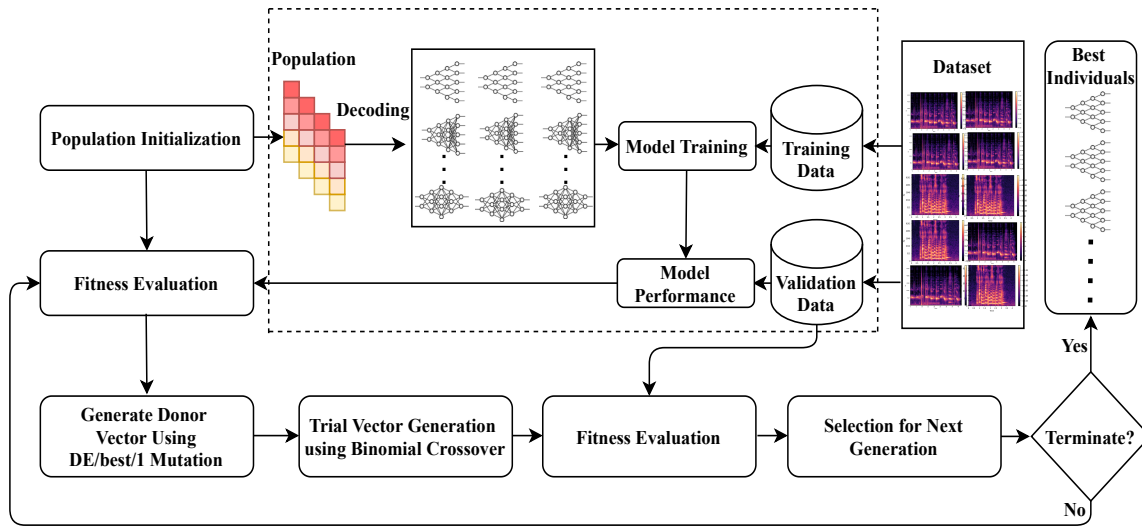 Population Initialization
Population
Decoding
Model Training
Training
Data
Dataset
Best
Individuals
Fitness Evaluation
Model
Performance
Validation
Data
Generate Donor
Vector Using
DE/best/1 Mutation
Trial Vector Generation
using Binomial Crossover
Fitness Evaluation
Selection for Next
Generation
Terminate?
Yes
No